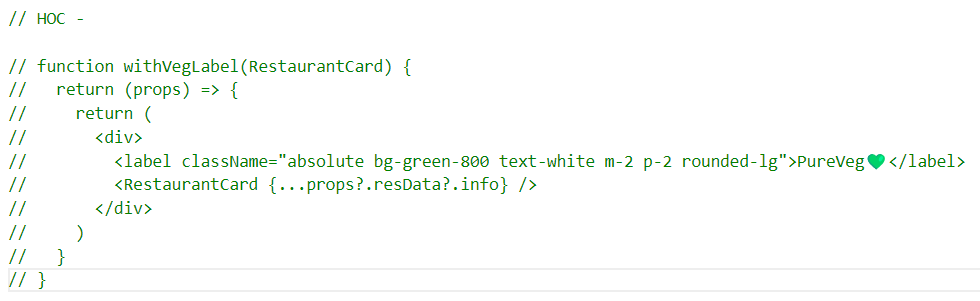 // HOC -
// function withVegLabel(RestaurantCard) {
//   return (props) => {
//     return (
//       <div>
//         <label className="absolute bg-green-800 text-white m-2 p-2 rounded-lg">PureVeg💚</label>
//         <RestaurantCard {...props?.resData?.info} />
//       </div>
//     )
//   }
// }